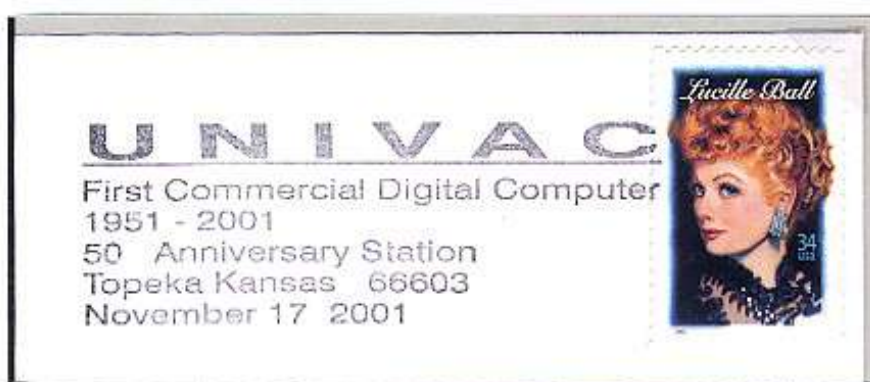 UNIVAC
First Commercial Digital Computer
1951 - 2001
50 Anniversary Station
Topeka Kansas 66603
November 17 2001
Lucille Ball
34
USA